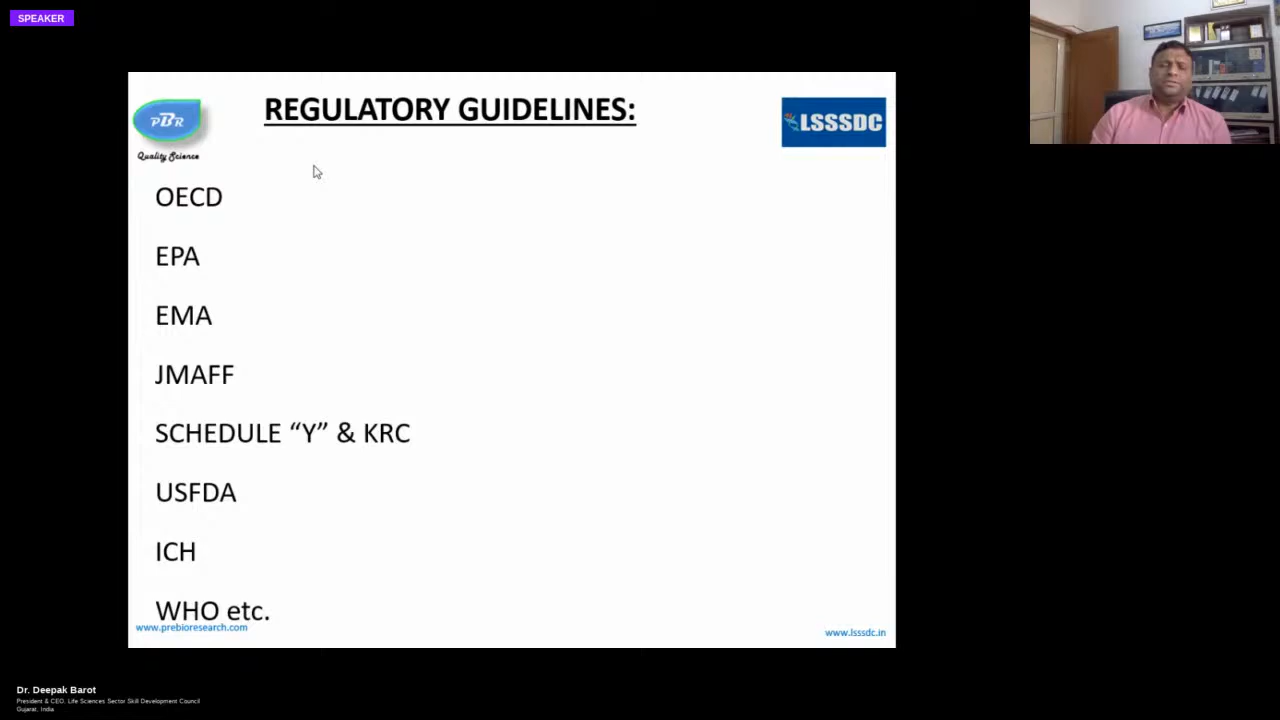 SPEAKER
REGULATORY GUIDELINES:
PBR
Quality Science
LSSSDC
OECD
EPA
EMA
JMAFF
SCHEDULE “Y” & KRC
USFDA
ICH
WHO etc.
www.prebioresearch.com
www.lsssdc.in
Dr. Deepak Barot
President & CEO, Life Sciences Sector Skill Development Council
Gujarat, India